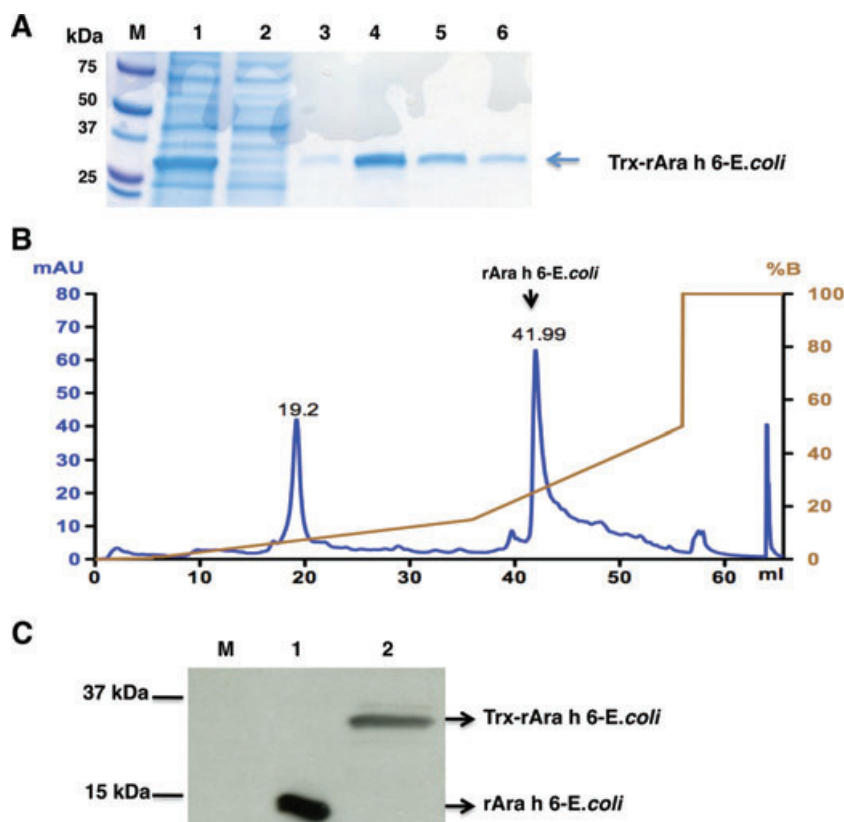 A
kDa M 1 2 3 4 5 6
75
50
37
25
Trx-rAra h 6-E.coli
B
mAU %B
rAra h 6-E.coli
80 100
70
60 80
50 60
40
30 40
20 20
10
0 0
19.2
41.99
0 10 20 30 40 50 60 ml
C
M 1 2
37 kDa
Trx-rAra h 6-E.coli
15 kDa
rAra h 6-E.coli